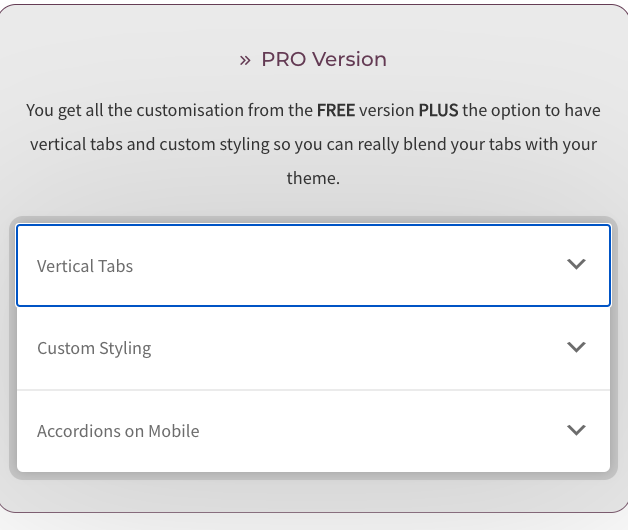 » PRO Version
You get all the customisation from the FREE version PLUS the option to have
vertical tabs and custom styling so you can really blend your tabs with your
theme.
Vertical Tabs
Custom Styling
Accordions on Mobile